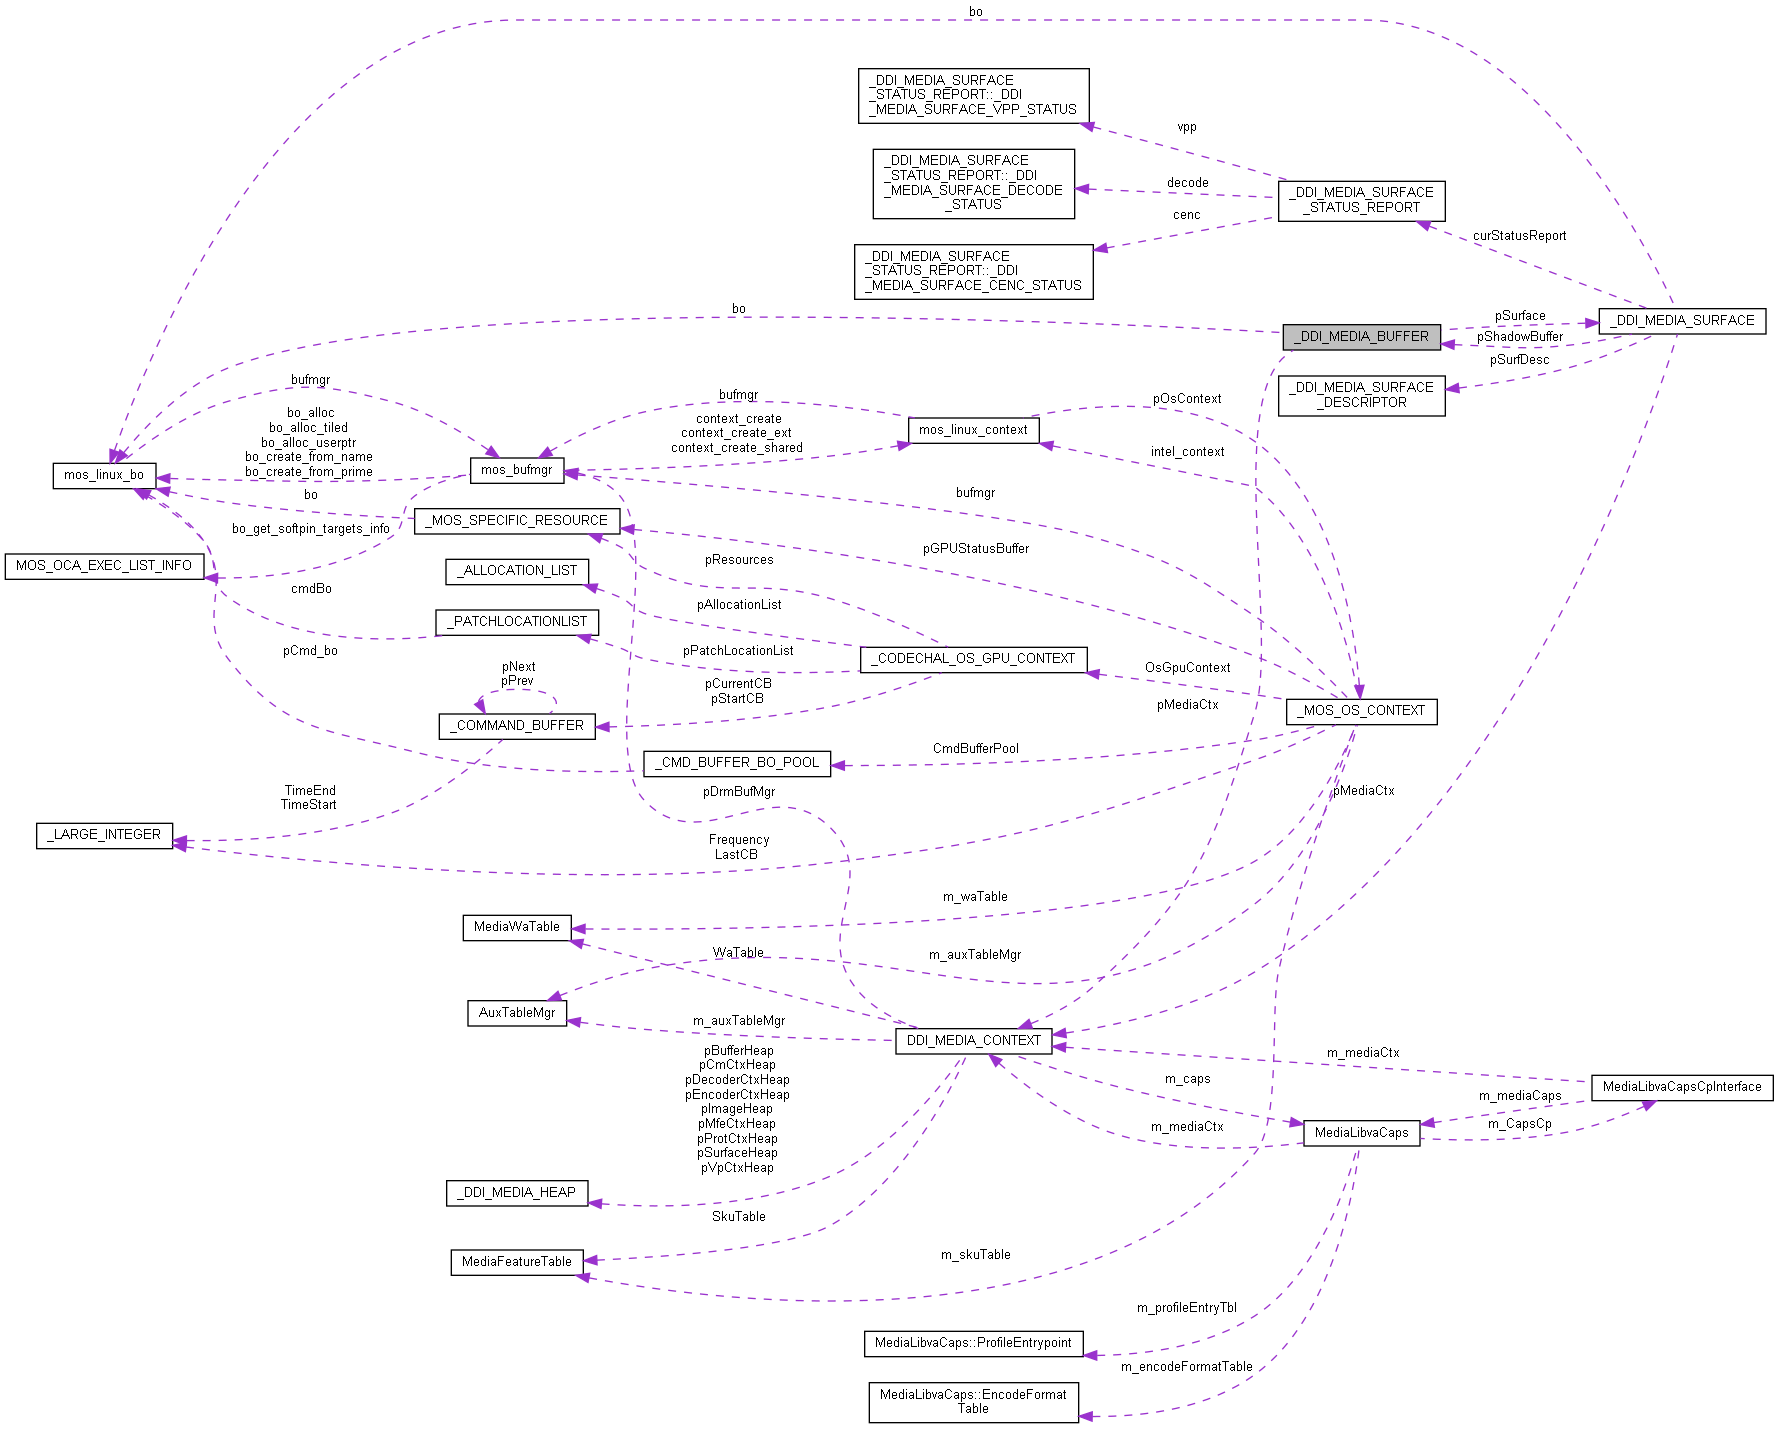 bo
_DDI_MEDIA_SURFACE
_STATUS_REPORT::_DDI
_MEDIA_SURFACE_VPP_STATUS
vpp
_DDI_MEDIA_SURFACE
_STATUS_REPORT::_DDI
_MEDIA_SURFACE_DECODE
_STATUS
decode
_DDI_MEDIA_SURFACE
_STATUS_REPORT
cenc
curStatusReport
_DDI_MEDIA_SURFACE
_STATUS_REPORT::_DDI
_MEDIA_SURFACE_CENC_STATUS
bo
pSurface
_DDI_MEDIA_SURFACE
_DDI_MEDIA_BUFFER
pShadowBuffer
pSurfDesc
_DDI_MEDIA_SURFACE
_DESCRIPTOR
bufmgr
bufmgr
pOsContext
bo_alloc
bo_alloc_tiled
bo_alloc_userptr
bo_create_from_name
bo_create_from_prime
context_create
context_create_ext
context_create_shared
mos_linux_context
intel_context
mos_linux_bo
mos_bufmgr
bo
bufmgr
_MOS_SPECIFIC_RESOURCE
bo_get_softpin_targets_info
pGPUStatusBuffer
MOS_OCA_EXEC_LIST_INFO
_ALLOCATION_LIST
pResources
cmdBo
pAllocationList
_PATCHLOCATIONLIST
pCmd_bo
pPatchLocationList
_CODECHAL_OS_GPU_CONTEXT
OsGpuContext
pNext
pPrev
pCurrentCB
pStartCB
pMediaCtx
_MOS_OS_CONTEXT
_COMMAND_BUFFER
CmdBufferPool
_CMD_BUFFER_BO_POOL
TimeEnd
TimeStart
pDrmBufMgr
pMediaCtx
_LARGE_INTEGER
Frequency
LastCB
m_waTable
MediaWaTable
WaTable
m_auxTableMgr
AuxTableMgr
m_auxTableMgr
DDI_MEDIA_CONTEXT
pBufferHeap
pCmCtxHeap
pDecoderCtxHeap
pEncoderCtxHeap
pImageHeap
pMfeCtxHeap
pProtCtxHeap
pSurfaceHeap
pVpCtxHeap
m_mediaCtx
m_caps
MediaLibvaCapsCpInterface
m_mediaCaps
m_mediaCtx
MediaLibvaCaps
m_CapsCp
_DDI_MEDIA_HEAP
SkuTable
MediaFeatureTable
m_skuTable
m_profileEntryTbl
MediaLibvaCaps::ProfileEntrypoint
m_encodeFormatTable
MediaLibvaCaps::EncodeFormat
Table